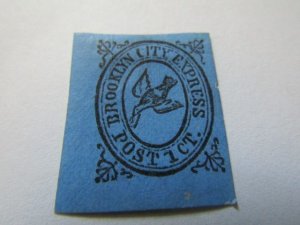 BROOKLYN CITY EXPRESS
POST 1 CT.